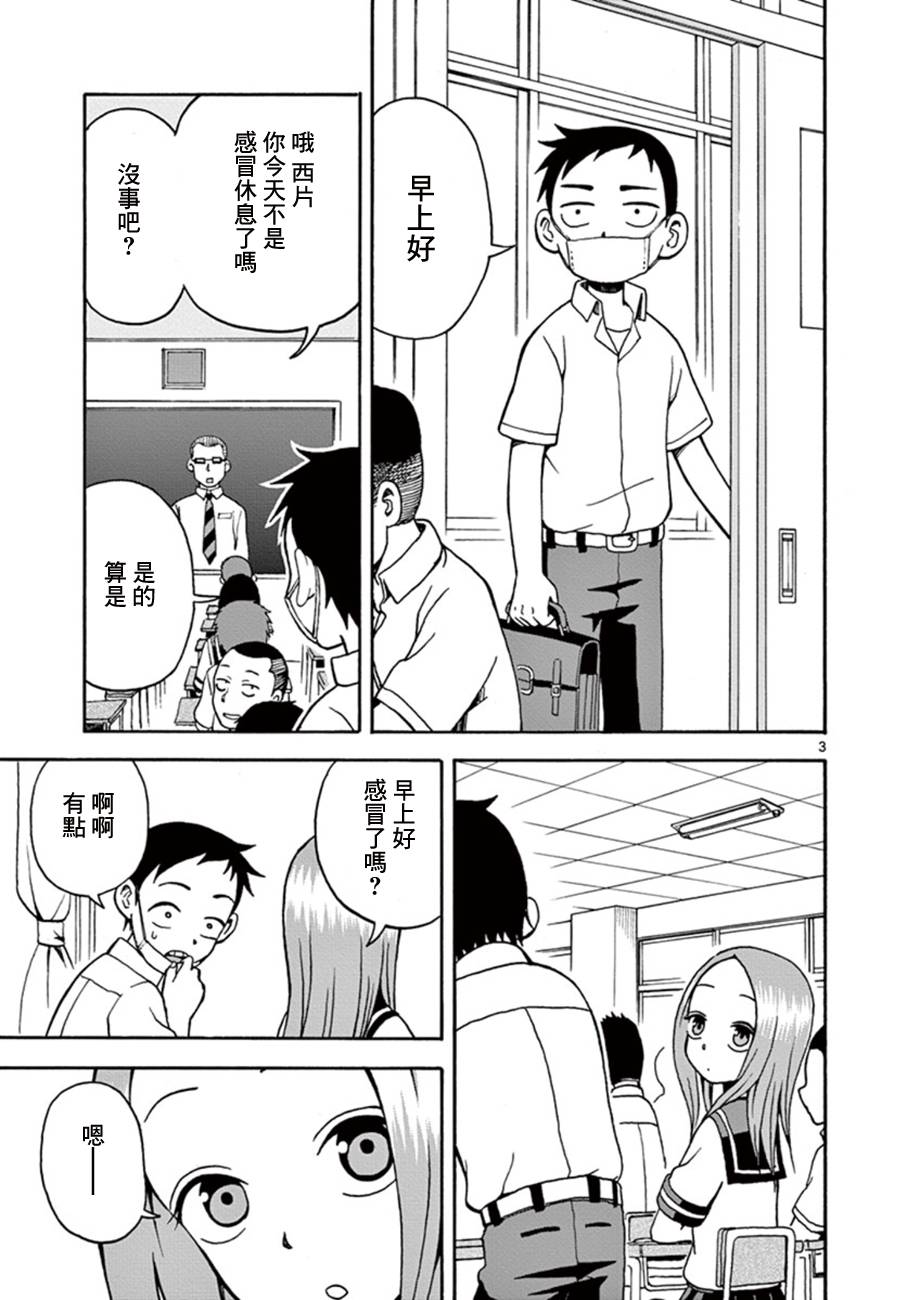 早上好
哦 西片
你今天不是
感冒休息了嗎
沒事吧?
是的
算是
3
早上好
感冒了嗎?
啊啊
有點
嗯——